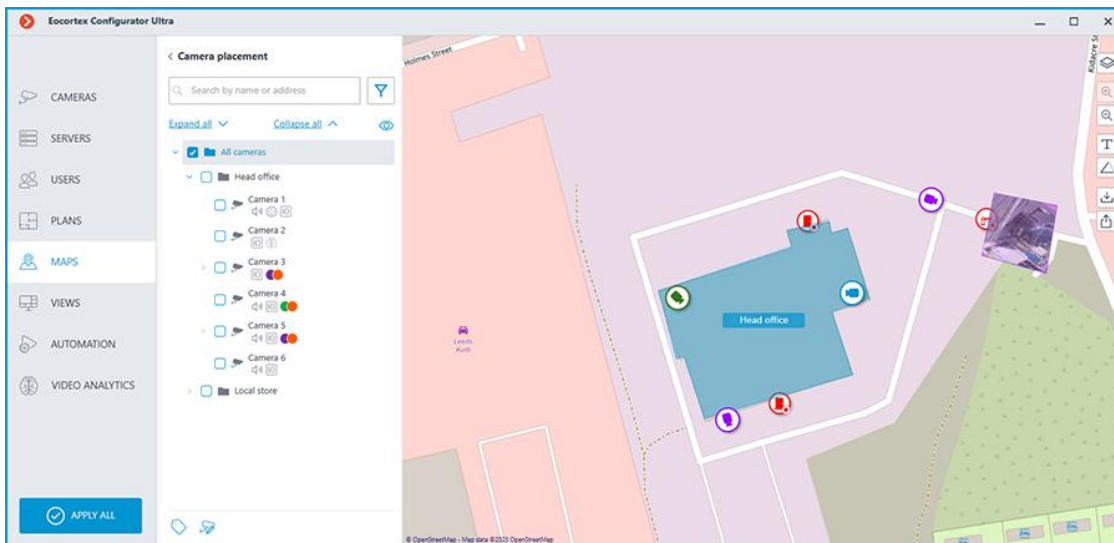 Eocortex Configurator Ultra
CAMERAS
SERVERS
USERS
PLANS
MAPS
VIEWS
AUTOMATION
VIDEO ANALYTICS
APPLY ALL
Camera placement
Search by name or address
Expand all
Collapse all
All cameras
Head office
Camera 1
Camera 2
Camera 3
Camera 4
Camera 5
Camera 6
Local store
Holmes Street
Kidacre
Leeds
Audi
Head office
T
© OpenStreetMap - Map data ©2023 OpenStreetMap